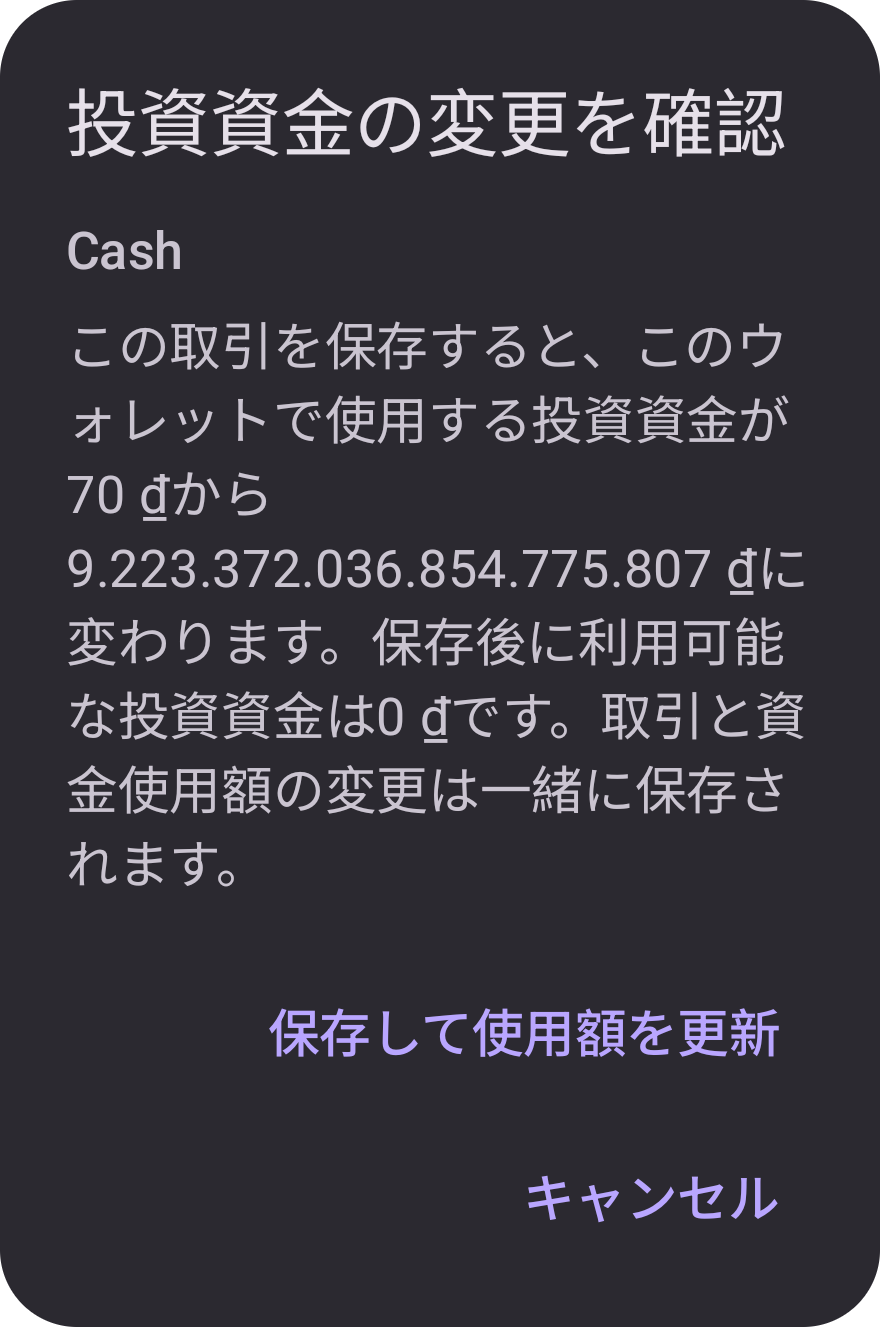 投資資金の変更を確認
Cash
この取引を保存すると、このウ
ォレットで使用する投資資金が
70 ₫から
9.223.372.036.854.775.807 ₫に
変わります。保存後に利用可能
な投資資金は0 ₫です。取引と資
金使用額の変更は一緒に保存さ
れます。
保存して使用額を更新
キャンセル